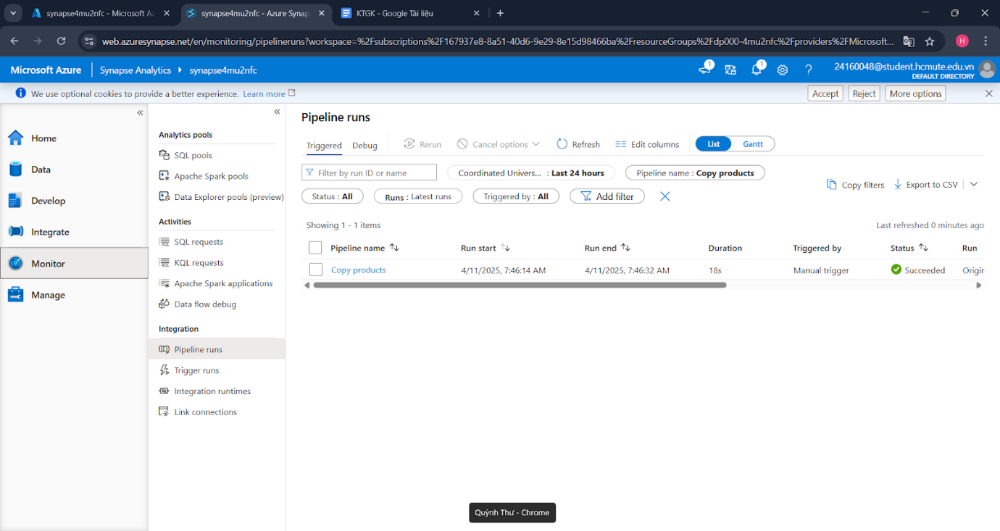 synapse4mu2nfc - Microsoft Az
synapse4mu2nfc - Azure Synap
KTGK - Google Tài liệu
web.azuresynapse.net/en/monitoring/pipelineruns?workspace=%2Fsubscriptions%2F167937e8-8a51-40d6-9e29-8e15d98466ba%2FresourceGroups%2Fdp000-4mu2nfc%2Fproviders%2FMicrosoft...
H
Microsoft Azure
Synapse Analytics
synapse4mu2nfc
1
1
24160048@student.hcmute.edu.vn
DEFAULT DIRECTORY
We use optional cookies to provide a better experience. Learn more
Accept
Reject
More options
Home
Data
Develop
Integrate
Monitor
Manage
Analytics pools
SQL pools
Apache Spark pools
Data Explorer pools (preview)
Activities
SQL requests
KQL requests
Apache Spark applications
Data flow debug
Integration
Pipeline runs
Trigger runs
Integration runtimes
Link connections
Pipeline runs
Triggered Debug
Rerun
Cancel options
Refresh
Edit columns
List
Gantt
Filter by run ID or name
Coordinated Univers... : Last 24 hours
Pipeline name : Copy products
Status : All
Runs : Latest runs
Triggered by : All
Add filter
Copy filters
Export to CSV
Showing 1 - 1 items
Last refreshed 0 minutes ago
Pipeline name Run start Run end Duration Triggered by Status Run
Copy products 4/11/2025, 7:46:14 AM 4/11/2025, 7:46:32 AM 18s Manual trigger Succeeded Origir
Quỳnh Thư - Chrome